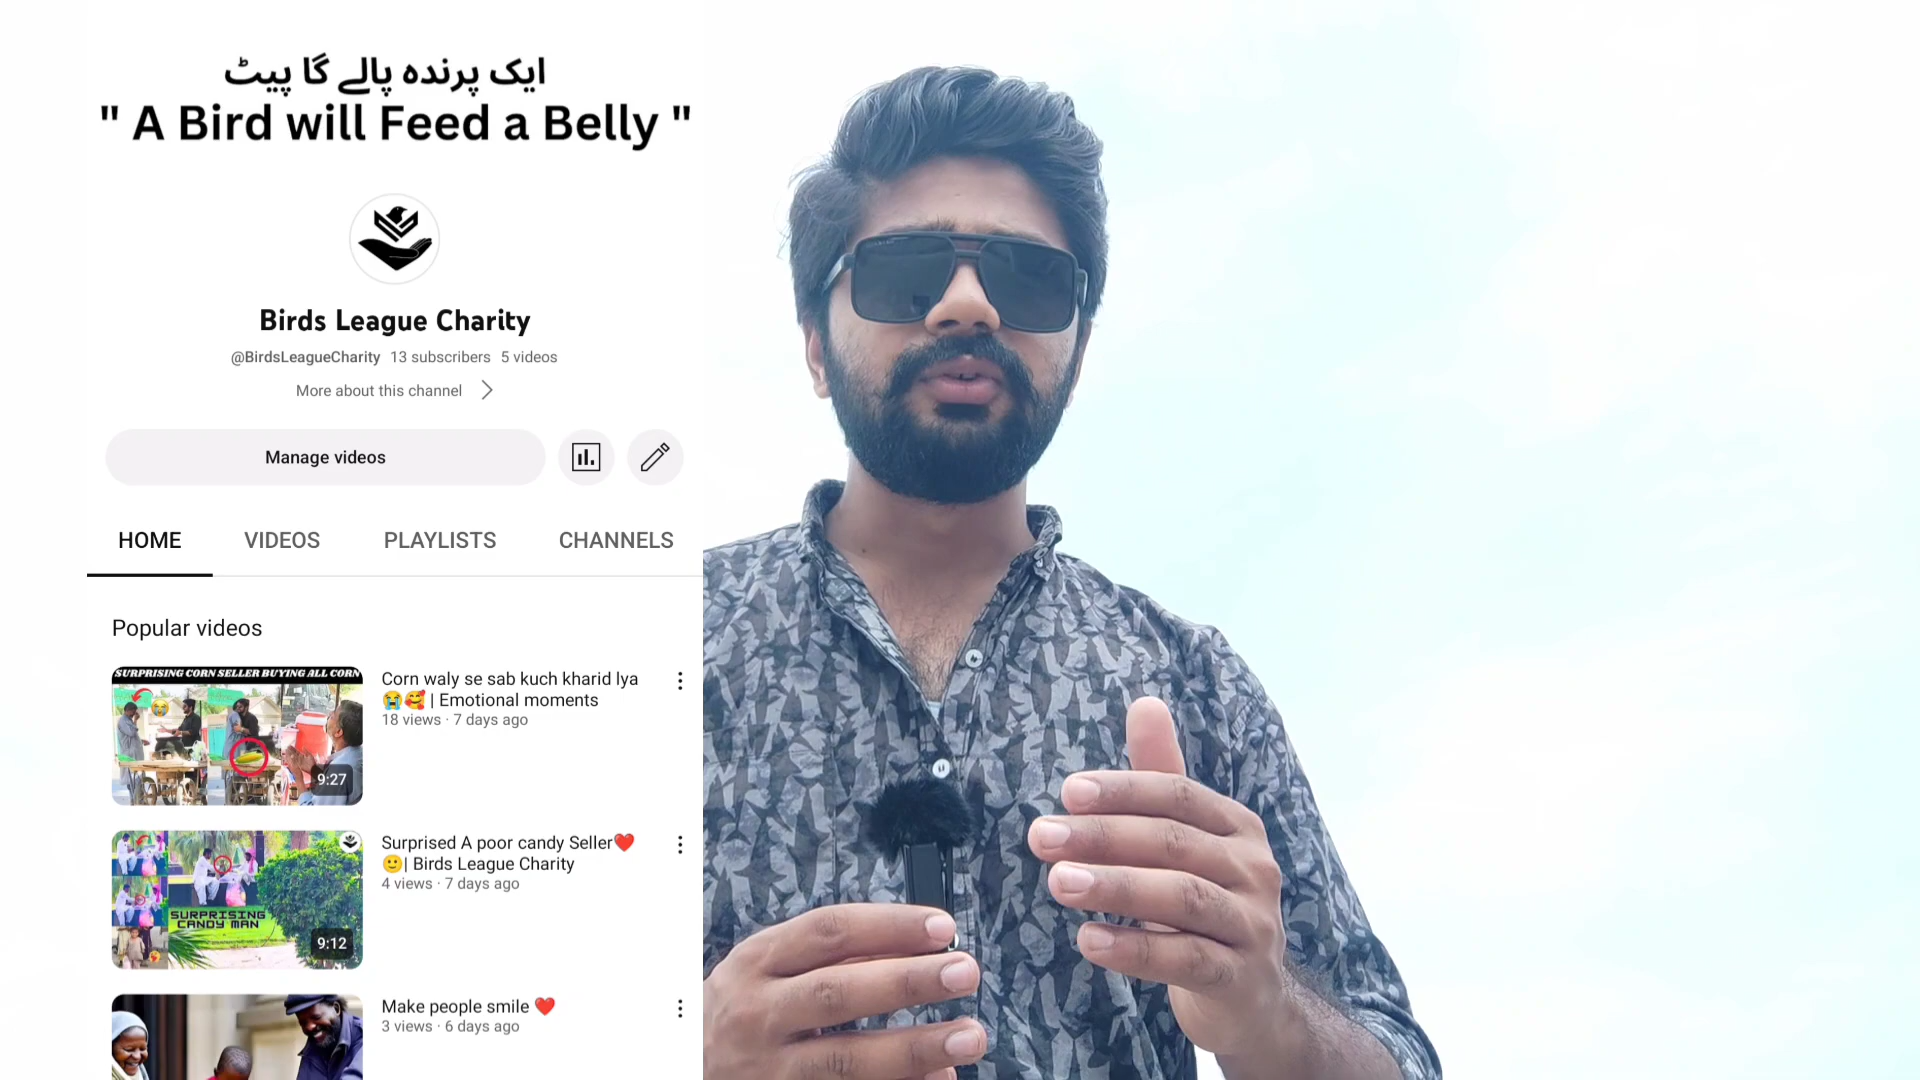 ایک پرندہ پالے گا پیٹ
" A Bird will Feed a Belly "
Birds League Charity
@BirdsLeagueCharity 13 subscribers 5 videos
More about this channel
Manage videos
HOME VIDEOS PLAYLISTS CHANNELS
Popular videos
SURPRISING CORN SELLER BUYING ALL CORN
9:27
Corn waly se sab kuch kharid lya
😭🥰 | Emotional moments
18 views · 7 days ago
SURPRISING
CANDY MAN
9:12
Surprised A poor candy Seller❤️
🙂| Birds League Charity
4 views · 7 days ago
Make people smile ❤️
3 views · 6 days ago